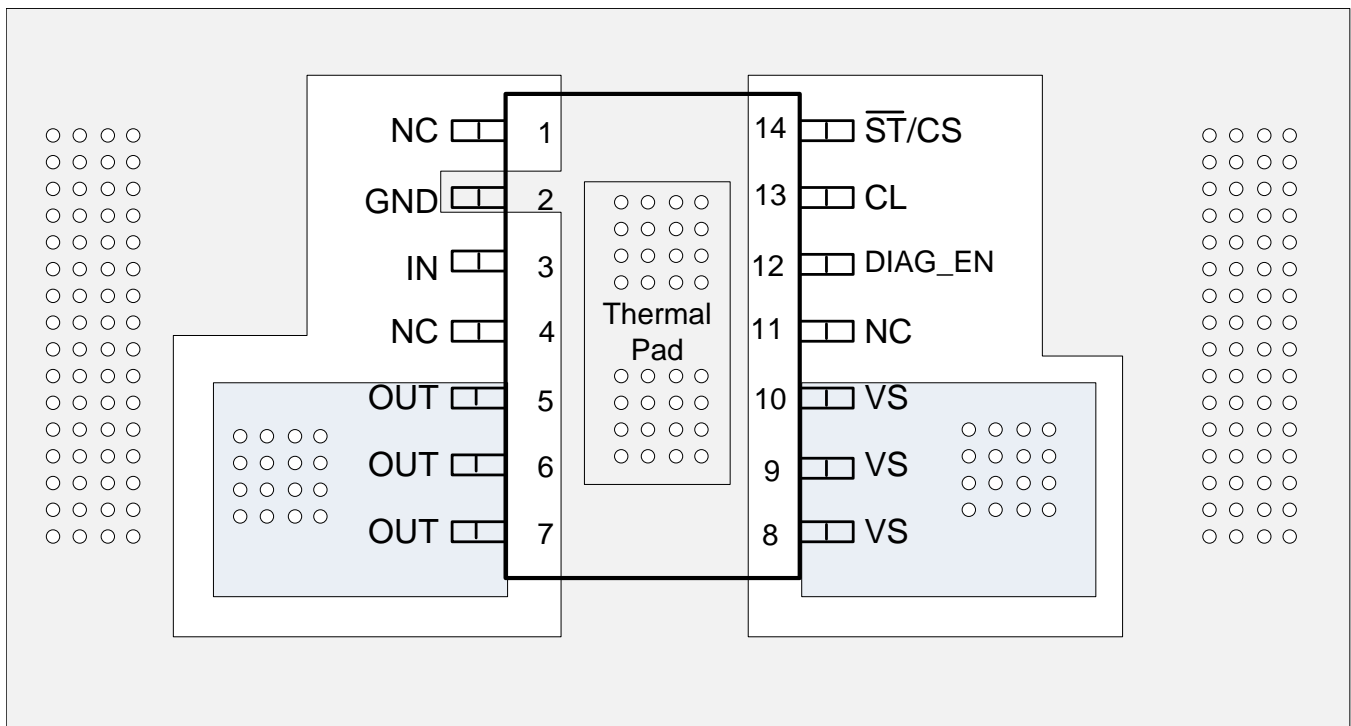 NC 1
GND 2
IN 3
NC 4
OUT 5
OUT 6
OUT 7
Thermal
Pad
14 S̅T̅/CS
13 CL
12 DIAG_EN
11 NC
10 VS
9 VS
8 VS